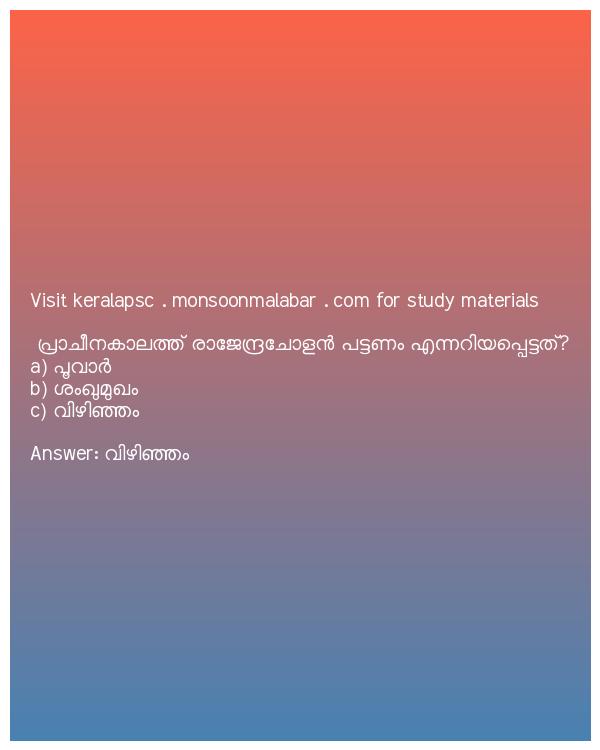 Visit keralapsc . monsoonmalabar . com for study materials
പ്രാചീനകാലത്ത് രാജേന്ദ്രചോളൻ പട്ടണം എന്നറിയപ്പെട്ടത്?
a) പൂവാർ
b) ശംഖുമുഖം
c) വിഴിഞ്ഞം
Answer: വിഴിഞ്ഞം